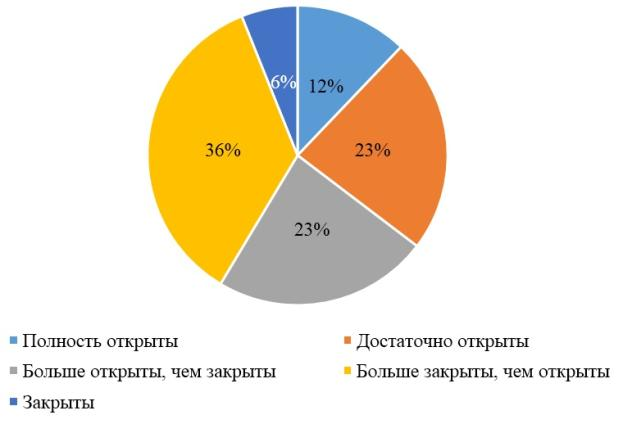 6%
12%
36%
23%
23%
Полность открыты
Достаточно открыты
Больше открыты, чем закрыты
Больше закрыты, чем открыты
Закрыты